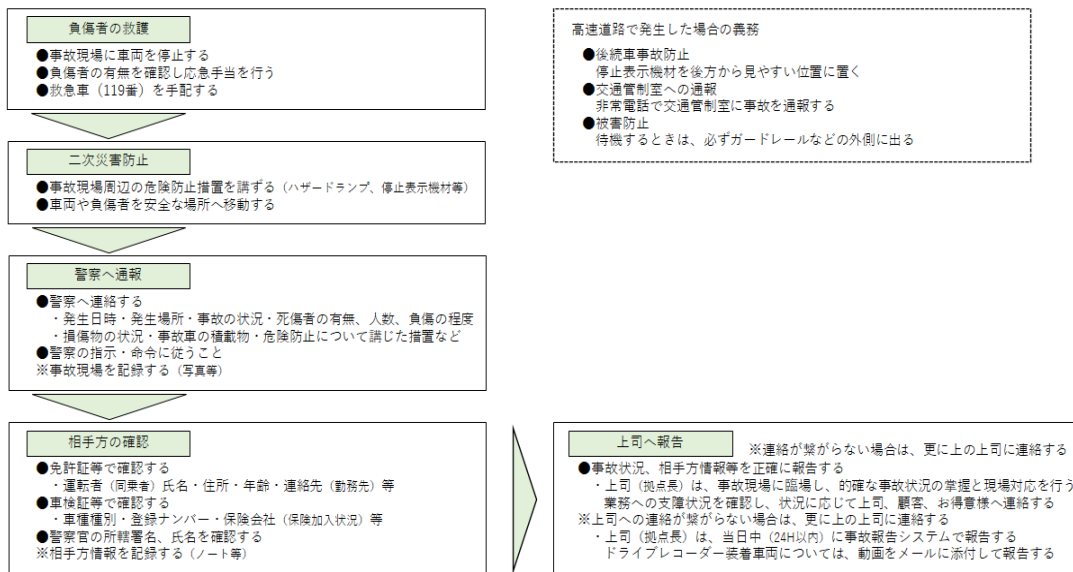 負傷者の救護
●事故現場に車両を停止する
●負傷者の有無を確認し応急手当を行う
●救急車（119番）を手配する
二次災害防止
●事故現場周辺の危険防止措置を講ずる（ハザードランプ、停止表示機材等）
●車両や負傷者を安全な場所へ移動する
警察へ通報
●警察へ連絡する
・発生日時・発生場所・事故の状況・死傷者の有無、人数、負傷の程度
・損傷物の状況・事故車の積載物・危険防止について講じた措置など
●警察の指示・命令に従うこと
※事故現場を記録する（写真等）
相手方の確認
●免許証等で確認する
・運転者（同乗者）氏名・住所・年齢・連絡先（勤務先）等
●車検証等で確認する
・車種種別・登録ナンバー・保険会社（保険加入状況）等
●警察官の所轄署名、氏名を確認する
※相手方情報を記録する（ノート等）
高速道路で発生した場合の義務
●後続車事故防止
停止表示機材を後方から見やすい位置に置く
●交通管制室への通報
非常電話で交通管制室に事故を通報する
●被害防止
待機するときは、必ずガードレールなどの外側に出る
上司へ報告
※連絡が繋がらない場合は、更に上の上司に連絡する
●事故状況、相手方情報等を正確に報告する
・上司（拠点長）は、事故現場に臨場し、的確な事故状況の掌握と現場対応を行う
業務への支障状況を確認し、状況に応じて上司、顧客、お得意様へ連絡する
※上司への連絡が繋がらない場合は、更に上の上司に連絡する
・上司（拠点長）は、当日中（24H以内）に事故報告システムで報告する
ドライブレコーダー装着車両については、動画をメールに添付して報告する